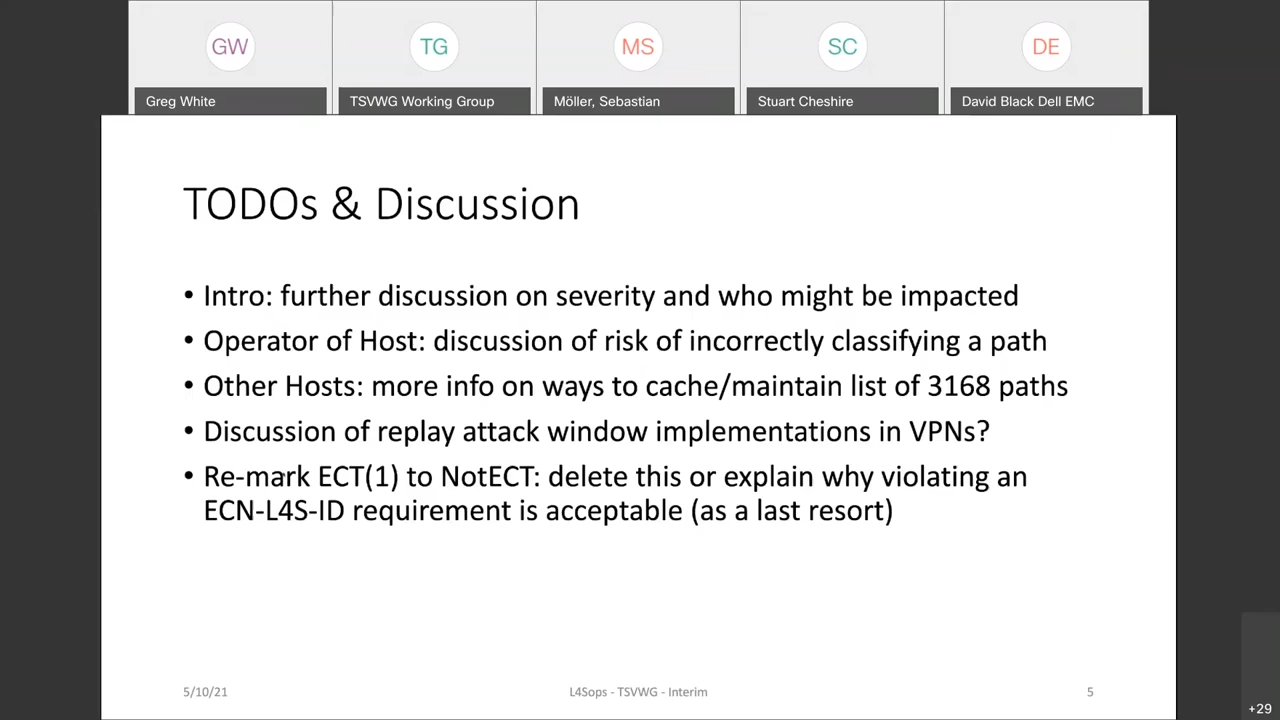 GW
TG
MS
SC
DE
Greg White
TSVWG Working Group
Möller, Sebastian
Stuart Cheshire
David Black Dell EMC
TODOs & Discussion
• Intro: further discussion on severity and who might be impacted
• Operator of Host: discussion of risk of incorrectly classifying a path
• Other Hosts: more info on ways to cache/maintain list of 3168 paths
• Discussion of replay attack window implementations in VPNs?
• Re-mark ECT(1) to NotECT: delete this or explain why violating an
ECN-L4S-ID requirement is acceptable (as a last resort)
5/10/21
L4Sops - TSVWG - Interim
5
+29